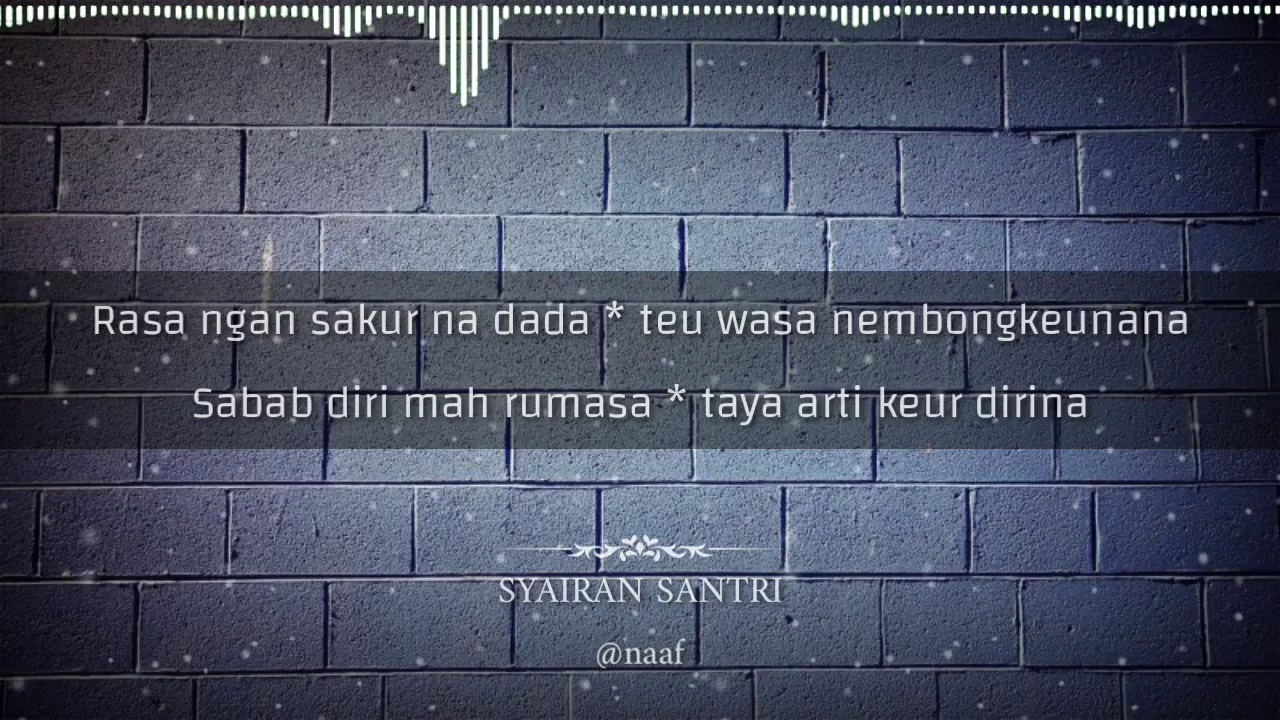 Rasa ngan sakur na dada * teu wasa nembongkeunana
Sabab diri mah rumasa * taya arti keur dirina
SYAIRAN SANTRI
@naaf